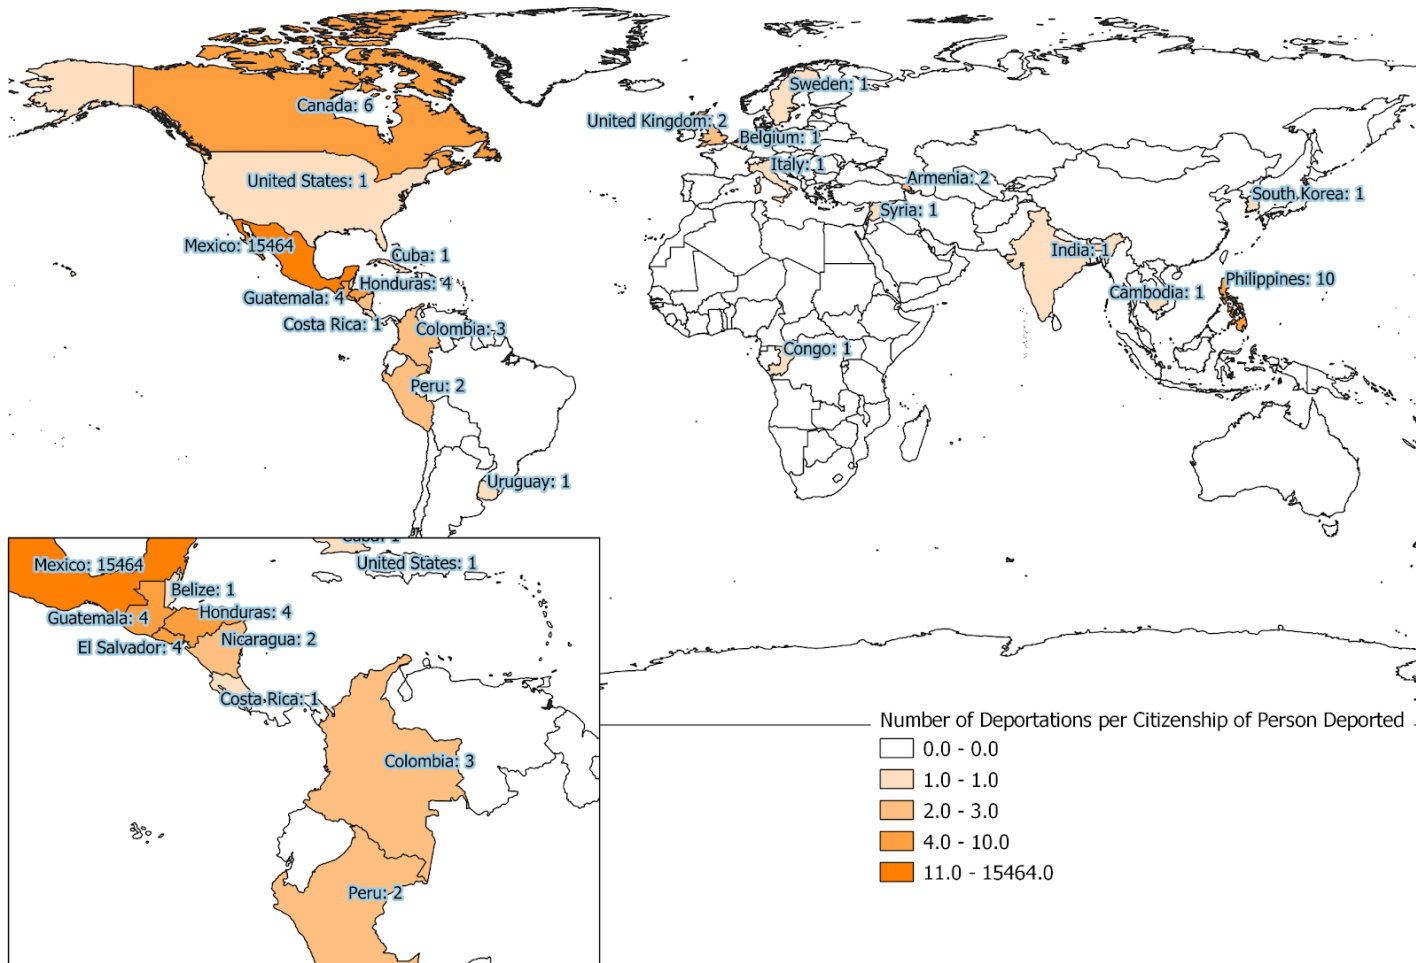 Sweden: 1
Canada: 6
United Kingdom: 2
Belgium: 1
Italy: 1
Armenia: 2
United States: 1
South Korea: 1
Syria: 1
Mexico: 15464
India: 1
Cuba: 1
Honduras: 4
Philippines: 10
Guatemala: 4
Cambodia: 1
Costa Rica: 1
Colombia: 3
Congo: 1
Peru: 2
Uruguay: 1
Cuba: 1
Mexico: 15464
United States: 1
Belize: 1
Guatemala: 4
Honduras: 4
El Salvador: 4
Nicaragua: 2
Costa Rica: 1
Colombia: 3
Peru: 2
Number of Deportations per Citizenship of Person Deported
0.0 - 0.0
1.0 - 1.0
2.0 - 3.0
4.0 - 10.0
11.0 - 15464.0